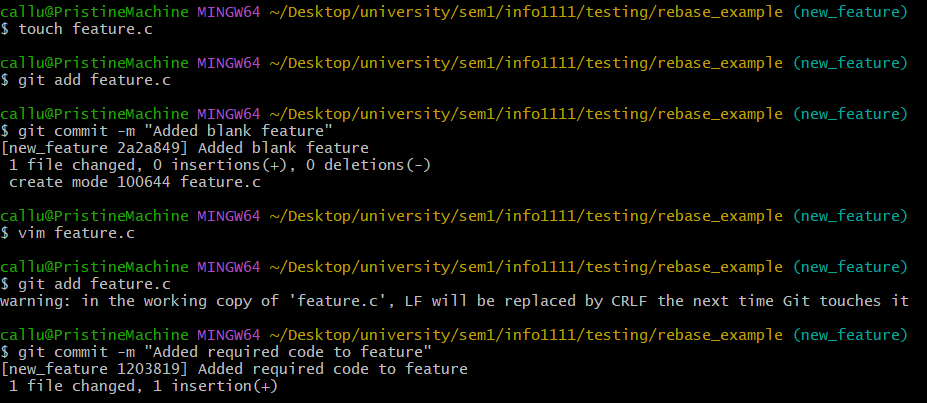 callu@PristineMachine MINGW64 ~/Desktop/university/sem1/info1111/testing/rebase_example (new_feature)
$ touch feature.c
callu@PristineMachine MINGW64 ~/Desktop/university/sem1/info1111/testing/rebase_example (new_feature)
$ git add feature.c
callu@PristineMachine MINGW64 ~/Desktop/university/sem1/info1111/testing/rebase_example (new_feature)
$ git commit -m "Added blank feature"
[new_feature 2a2a849] Added blank feature
 1 file changed, 0 insertions(+), 0 deletions(-)
 create mode 100644 feature.c
callu@PristineMachine MINGW64 ~/Desktop/university/sem1/info1111/testing/rebase_example (new_feature)
$ vim feature.c
callu@PristineMachine MINGW64 ~/Desktop/university/sem1/info1111/testing/rebase_example (new_feature)
$ git add feature.c
warning: in the working copy of 'feature.c', LF will be replaced by CRLF the next time Git touches it
callu@PristineMachine MINGW64 ~/Desktop/university/sem1/info1111/testing/rebase_example (new_feature)
$ git commit -m "Added required code to feature"
[new_feature 1203819] Added required code to feature
 1 file changed, 1 insertion(+)